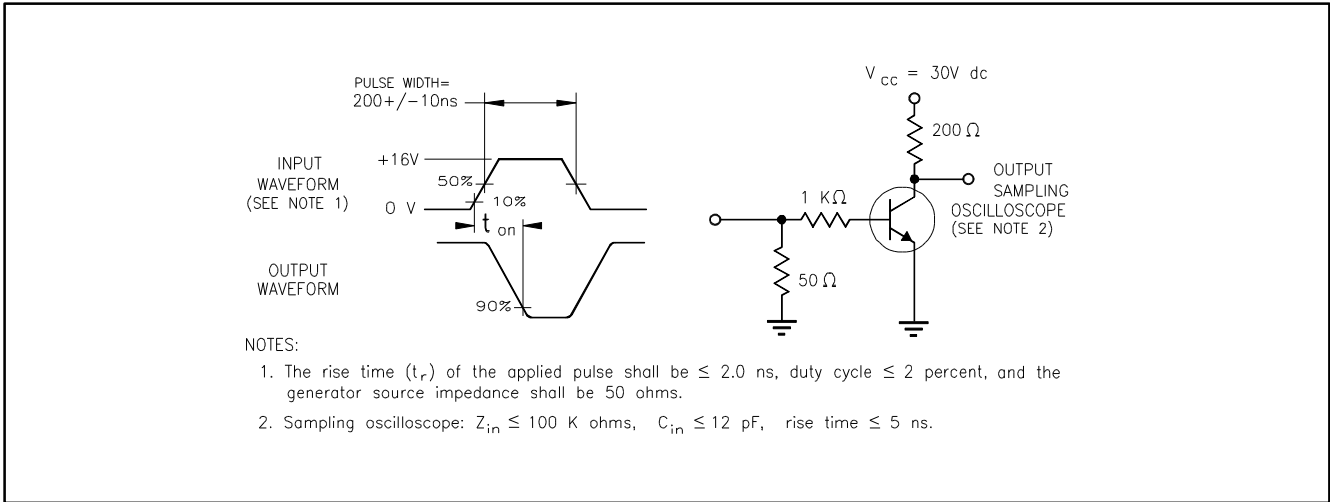 PULSE WIDTH=
200+/-10ns
INPUT
WAVEFORM
(SEE NOTE 1)
+16V
50%
10%
0 V
t on
OUTPUT
WAVEFORM
90%
V CC = 30V dc
200 Ω
OUTPUT
SAMPLING
OSCILLOSCOPE
(SEE NOTE 2)
1 KΩ
50 Ω
NOTES:
1. The rise time (tr) of the applied pulse shall be ≤ 2.0 ns, duty cycle ≤ 2 percent, and the
generator source impedance shall be 50 ohms.
2. Sampling oscilloscope: Zin ≤ 100 K ohms, Cin ≤ 12 pF, rise time ≤ 5 ns.